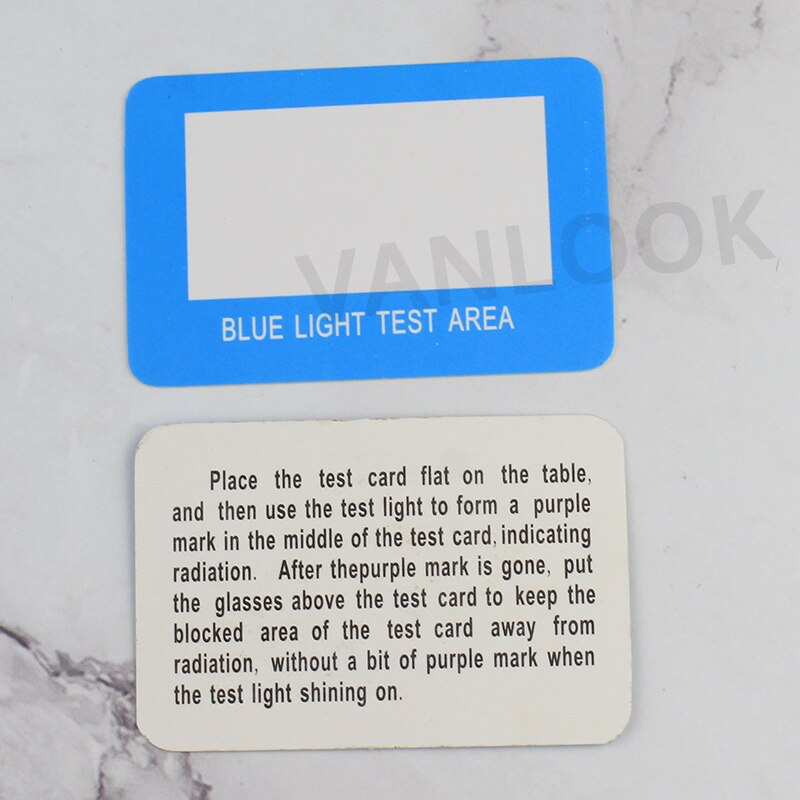 VANLOOK
BLUE LIGHT TEST AREA
Place the test card flat on the table,
and then use the test light to form a purple
mark in the middle of the test card, indicating
radiation. After thepurple mark is gone, put
the glasses above the test card to keep the
blocked area of the test card away from
radiation, without a bit of purple mark when
the test light shining on.